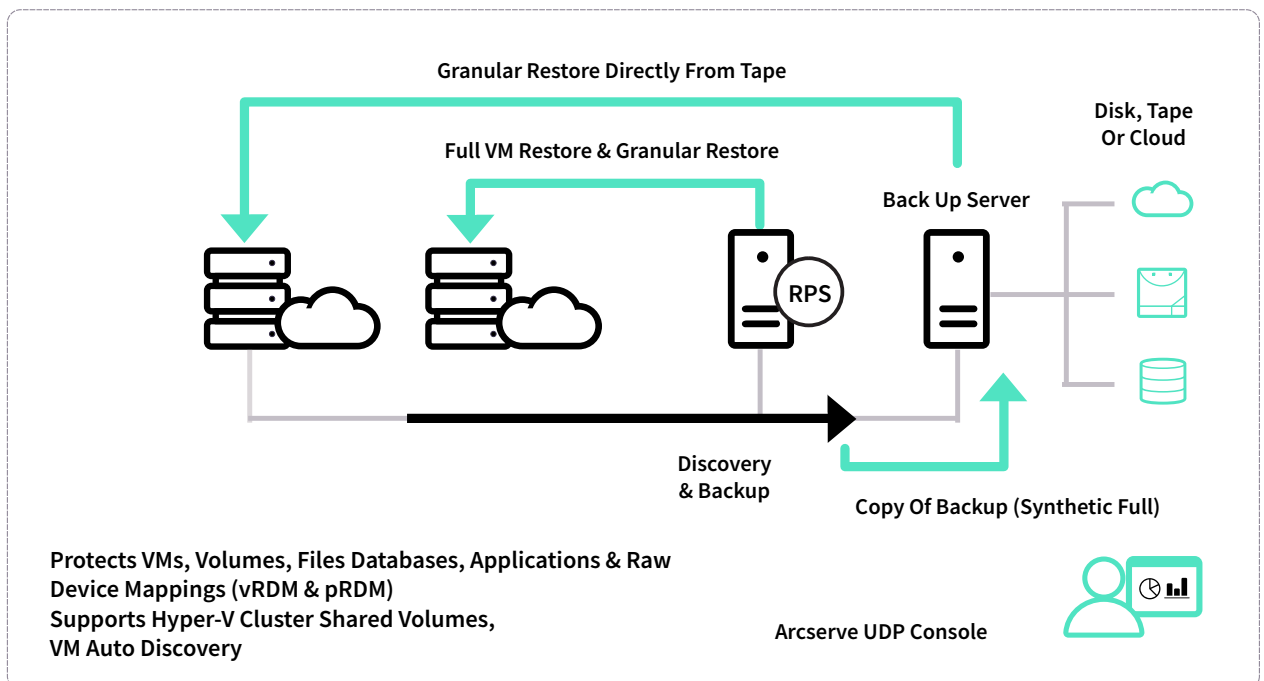 Granular Restore Directly From Tape
Disk, Tape
Or Cloud
Full VM Restore & Granular Restore
Back Up Server
RPS
Discovery
& Backup
Copy Of Backup (Synthetic Full)
Protects VMs, Volumes, Files Databases, Applications & Raw
Device Mappings (vRDM & pRDM)
Supports Hyper-V Cluster Shared Volumes,
VM Auto Discovery
Arcserve UDP Console